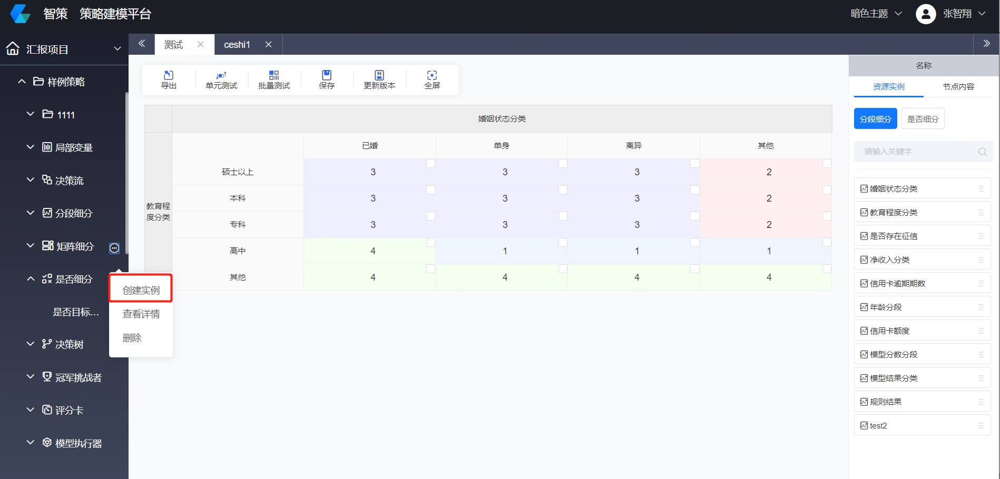 智策 策略建模平台
暗色主题
张智翔
汇报项目
样例策略
1111
局部变量
决策流
分段细分
矩阵细分
是否细分
是否目标...
决策树
冠军挑战者
评分卡
模型执行器
创建实例
查看详情
删除
测试
ceshi1
导出
单元测试
批量测试
保存
更新版本
全屏
婚姻状态分类
教育程
度分类
已婚 单身 离异 其他
硕士以上 3 3 3 2
本科 3 3 3 2
专科 3 3 3 2
高中 4 1 1 1
其他 4 4 4 4
名称
资源实例 节点内容
分段细分 是否细分
请输入关键字
婚姻状态分类
教育程度分类
是否存在征信
净收入分类
信用卡逾期期数
年龄分段
信用卡额度
模型分数分段
模型结果分类
规则结果
test2